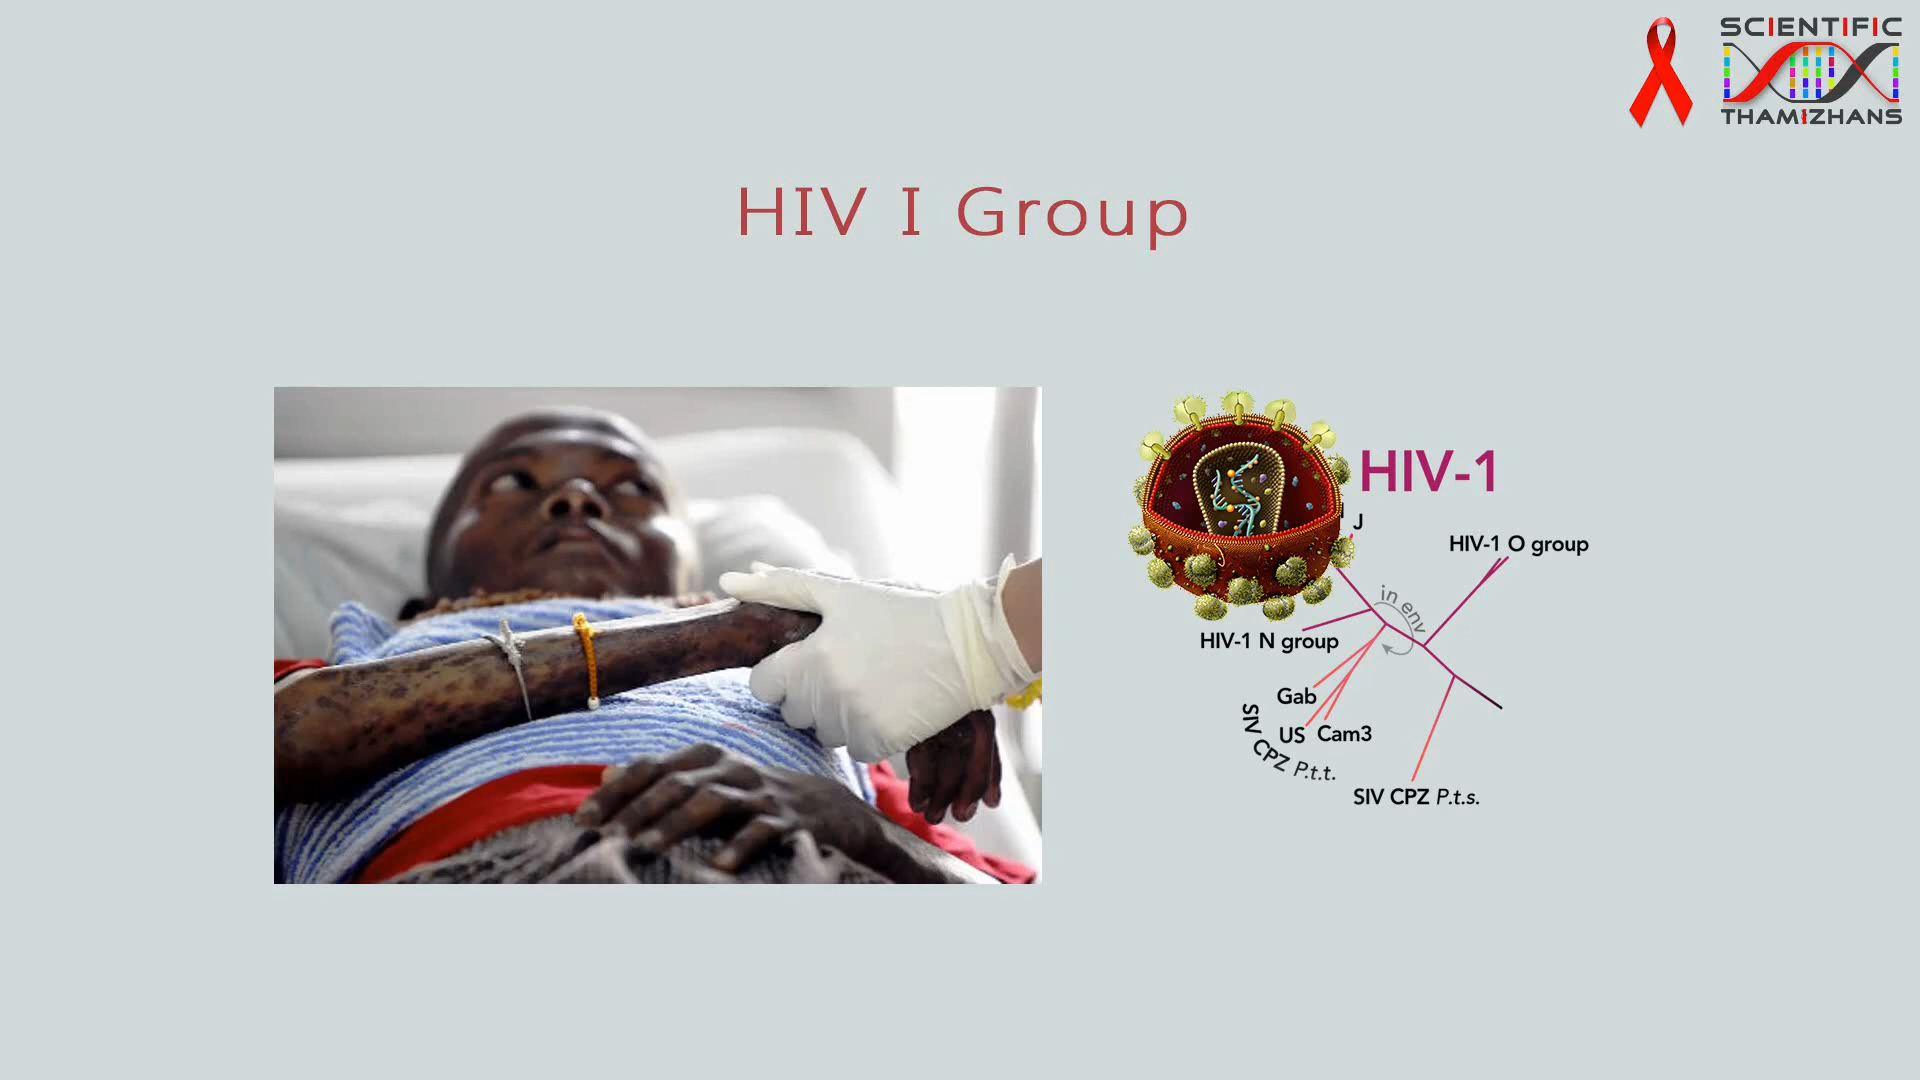 SCIENTIFIC
THAMIZHANS
HIV I Group
HIV-1
J
HIV-1 O group
in env
HIV-1 N group
Gab
US Cam3
SIV CPZ P.t.t.
SIV CPZ P.t.s.